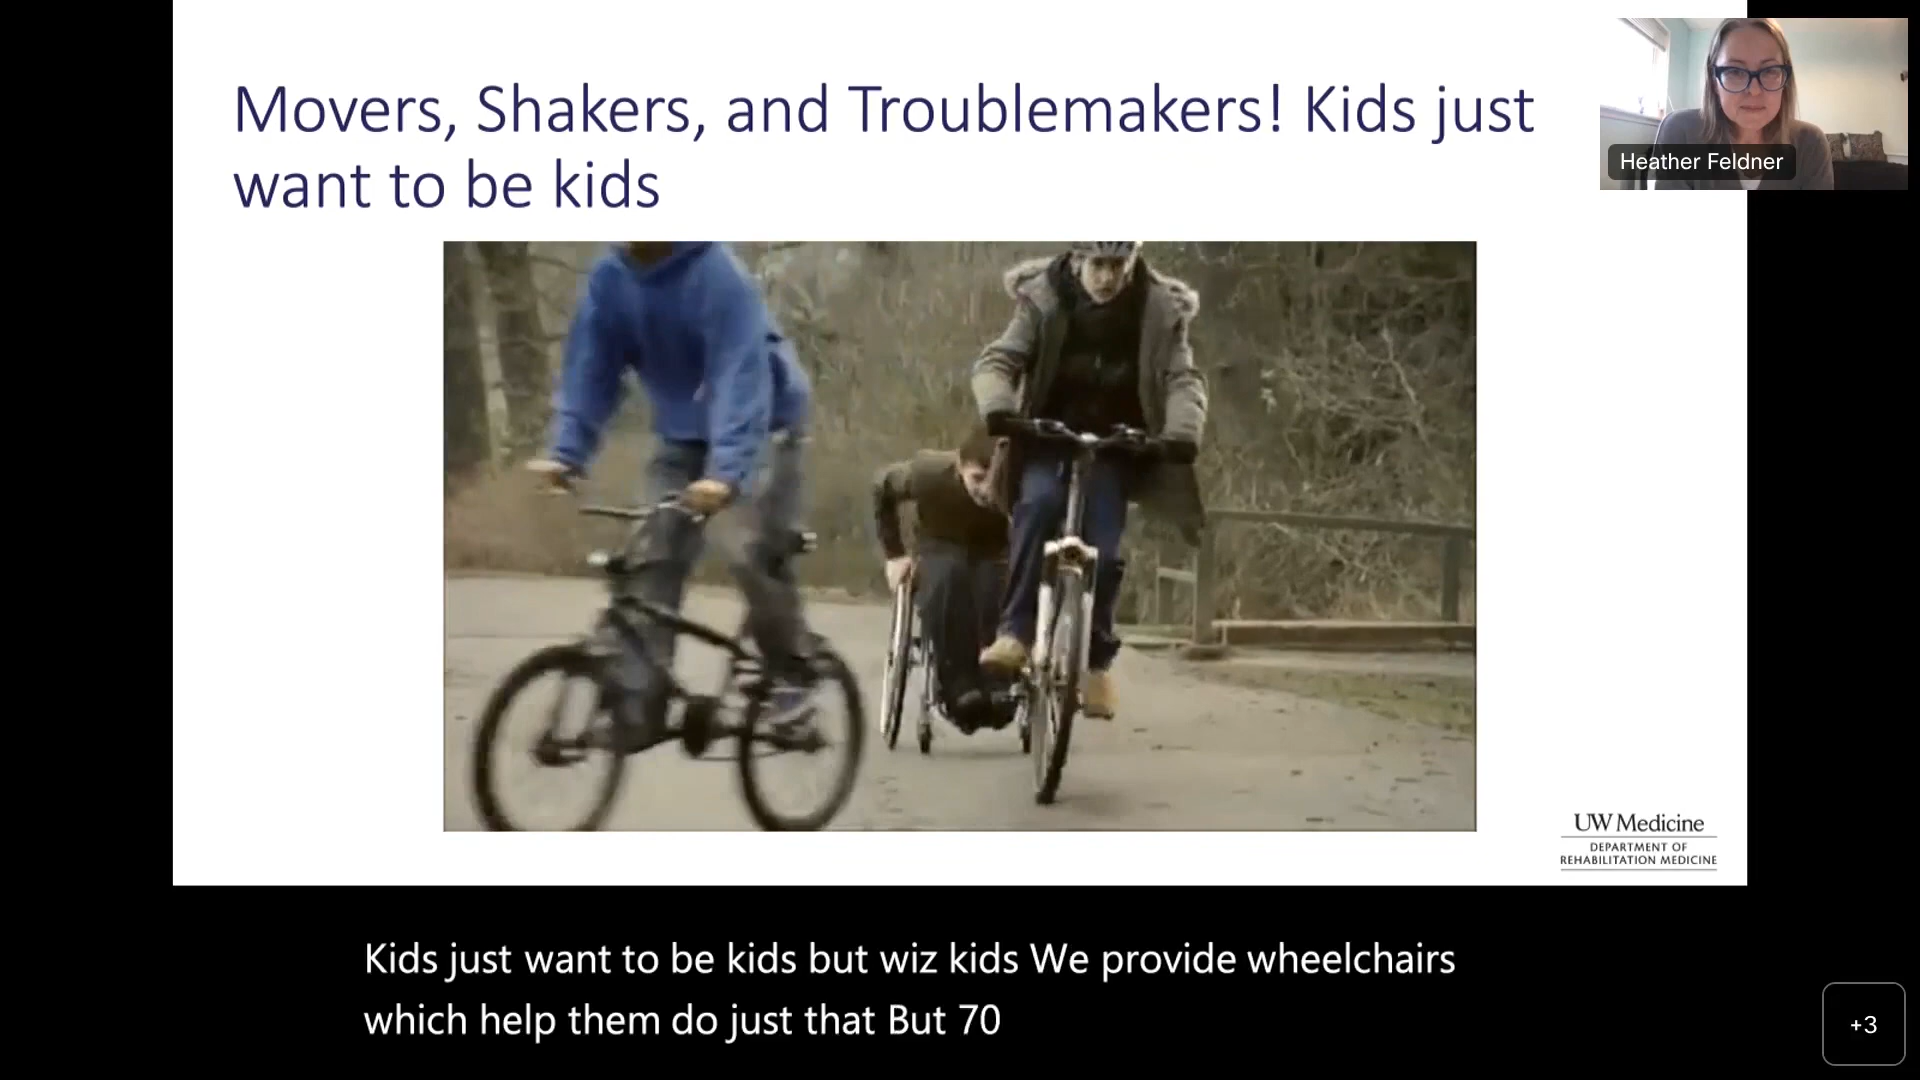 Movers, Shakers, and Troublemakers! Kids just
want to be kids
Heather Feldner
UW Medicine
DEPARTMENT OF
REHABILITATION MEDICINE
Kids just want to be kids but wiz kids We provide wheelchairs
which help them do just that But 70
+3